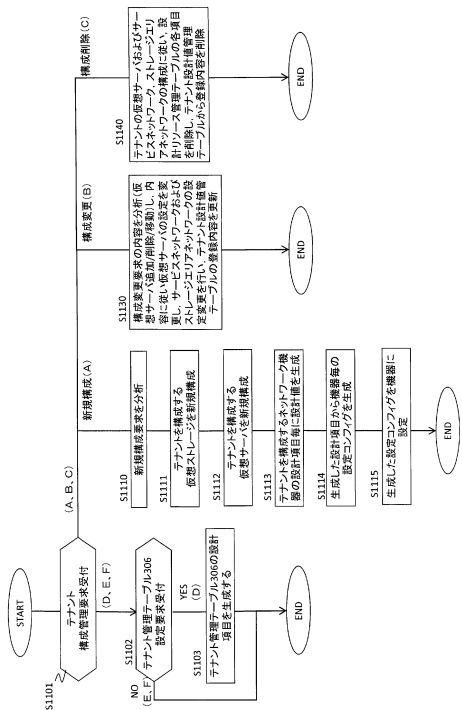 START
S1101
テナント
構成管理要求受付
(A、B、C)
(D、E、F)
S1102
テナント管理テーブル306
設定要求受付
NO
(E、F)
YES
(D)
S1103
テナント管理テーブル306の設計
項目を生成する
END
新規構成(A)
S1110
新規構成要求を分析
S1111
テナントを構成する
仮想ストレージを新規構成
S1112
テナントを構成する
仮想サーバを新規構成
S1113
テナントを構成するネットワーク機
器の設計項目毎に設計値を生成
S1114
生成した設計項目から機器毎の
設定コンフィグを生成
S1115
生成した設定コンフィグを機器に
設定
END
構成変更(B)
S1130
構成変更要求の内容を分析(仮
想サーバ追加/削除/移動)し、内
容に従い仮想サーバの設定を変
更し、サービスネットワークおよび
ストレージエリアネットワークの設
定変更を行い、テナント設計値管
テーブルの登録内容を更新
END
構成削除(C)
S1140
テナントの仮想サーバおよびサー
ビスネットワーク、ストレージエリ
アネットワークの構成に従い、設
計リソース管理テーブルの各項目
を削除し、テナント設計値管理
テーブルから登録内容を削除
END